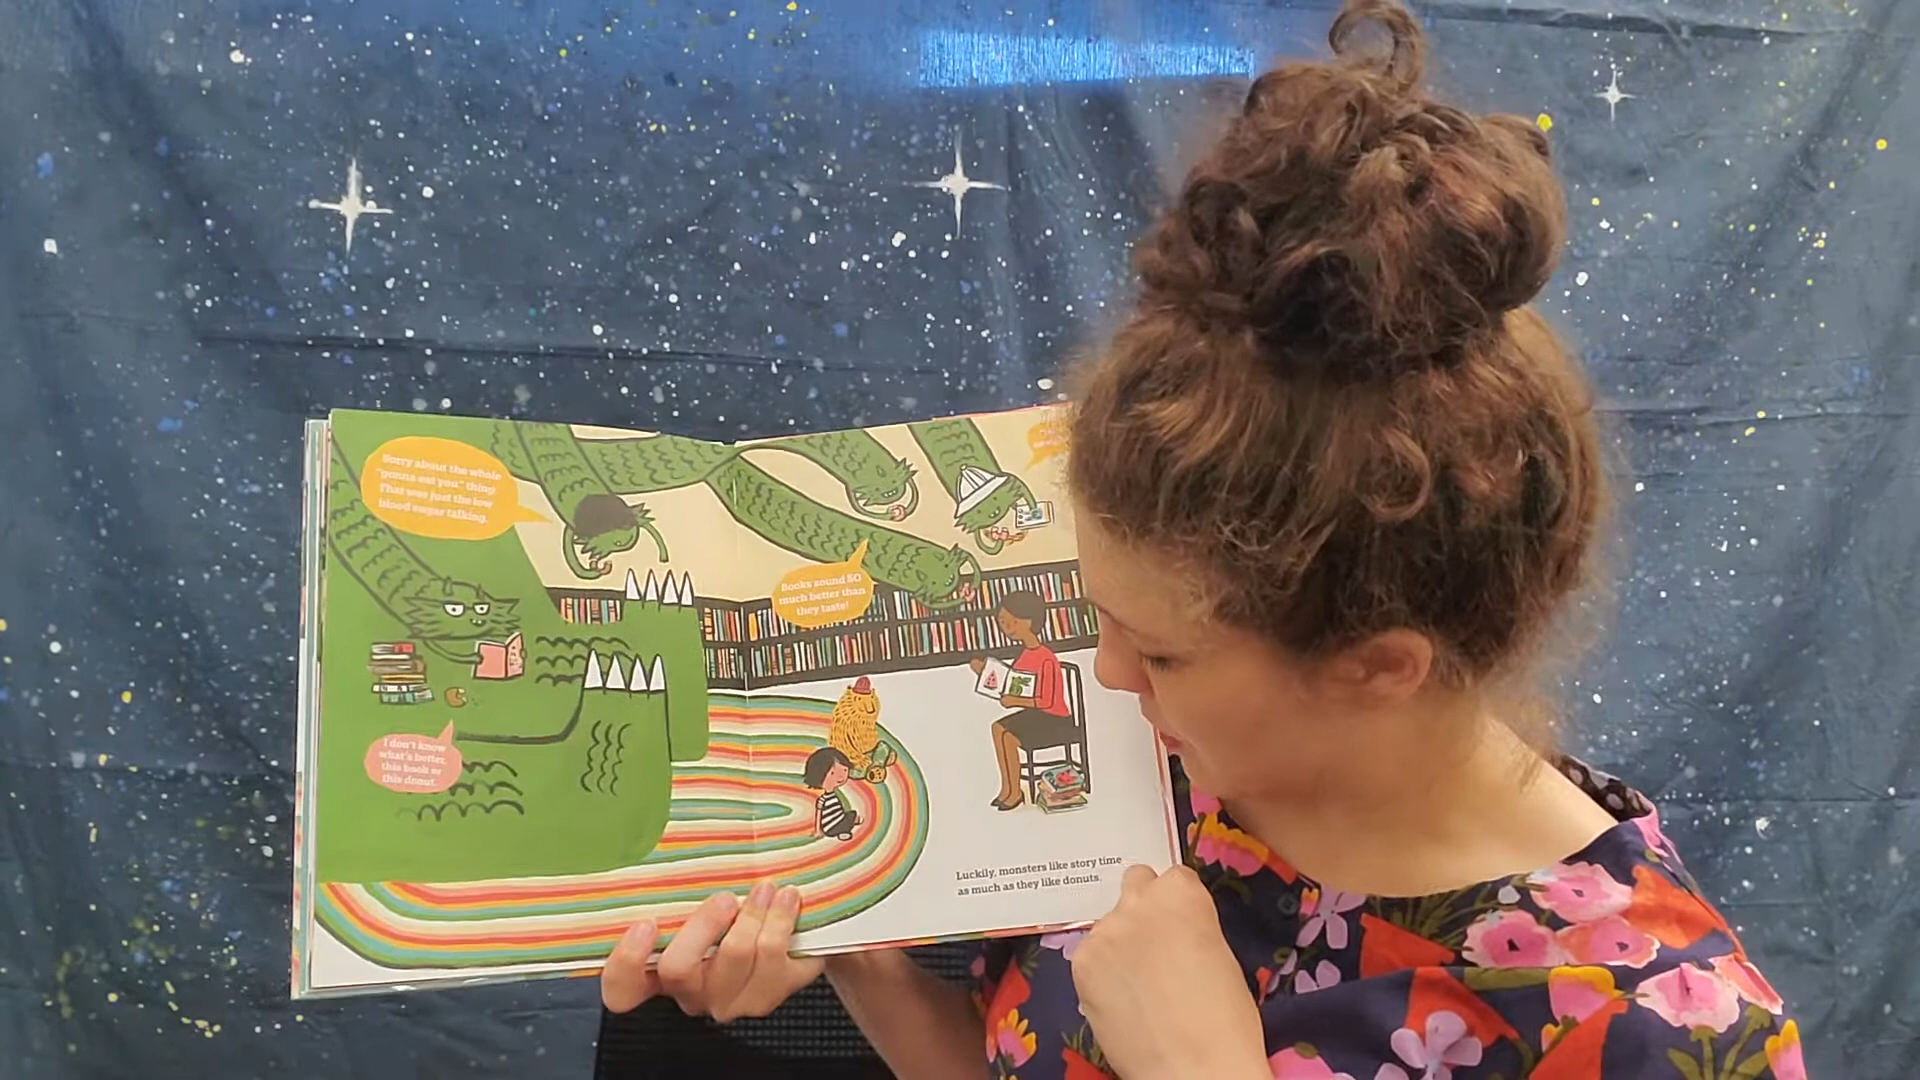 Sorry about the whole
"gonna eat you" thing.
That was just the low
blood sugar talking.
Books sound SO
much better than
they taste!
I don't know
what's better,
this book or
this donut.
Luckily, monsters like story time
as much as they like donuts.